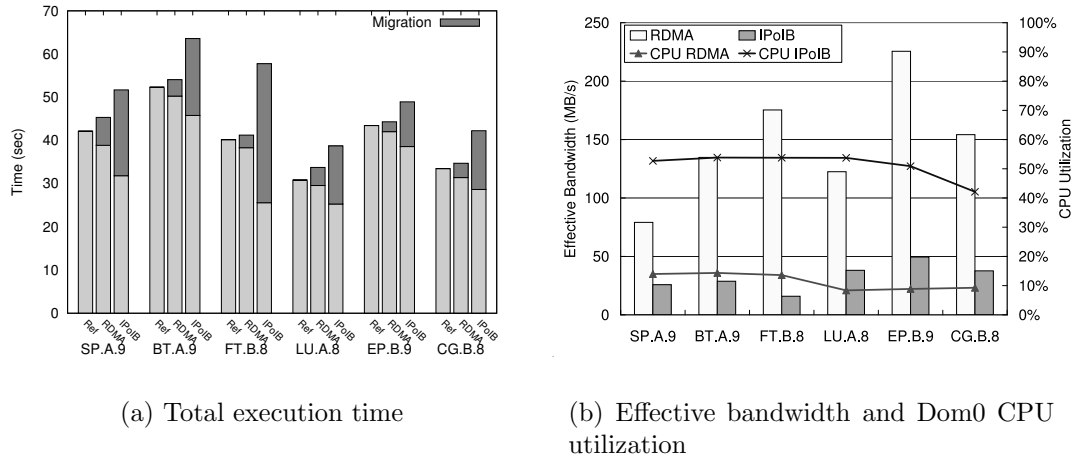 70
60
50
40
30
20
10
0
Time (sec)
Migration
Ref RDMA IPoIB Ref RDMA IPoIB Ref RDMA IPoIB Ref RDMA IPoIB Ref RDMA IPoIB Ref RDMA IPoIB
SP.A.9 BT.A.9 FT.B.8 LU.A.8 EP.B.9 CG.B.8
(a) Total execution time
250
200
150
100
50
0
Effective Bandwidth (MB/s)
RDMA IPoIB
CPU RDMA CPU IPoIB
100%
90%
80%
70%
60%
50%
40%
30%
20%
10%
0%
CPU Utilization
SP.A.9 BT.A.9 FT.B.8 LU.A.8 EP.B.9 CG.B.8
(b) Effective bandwidth and Dom0 CPU
utilization